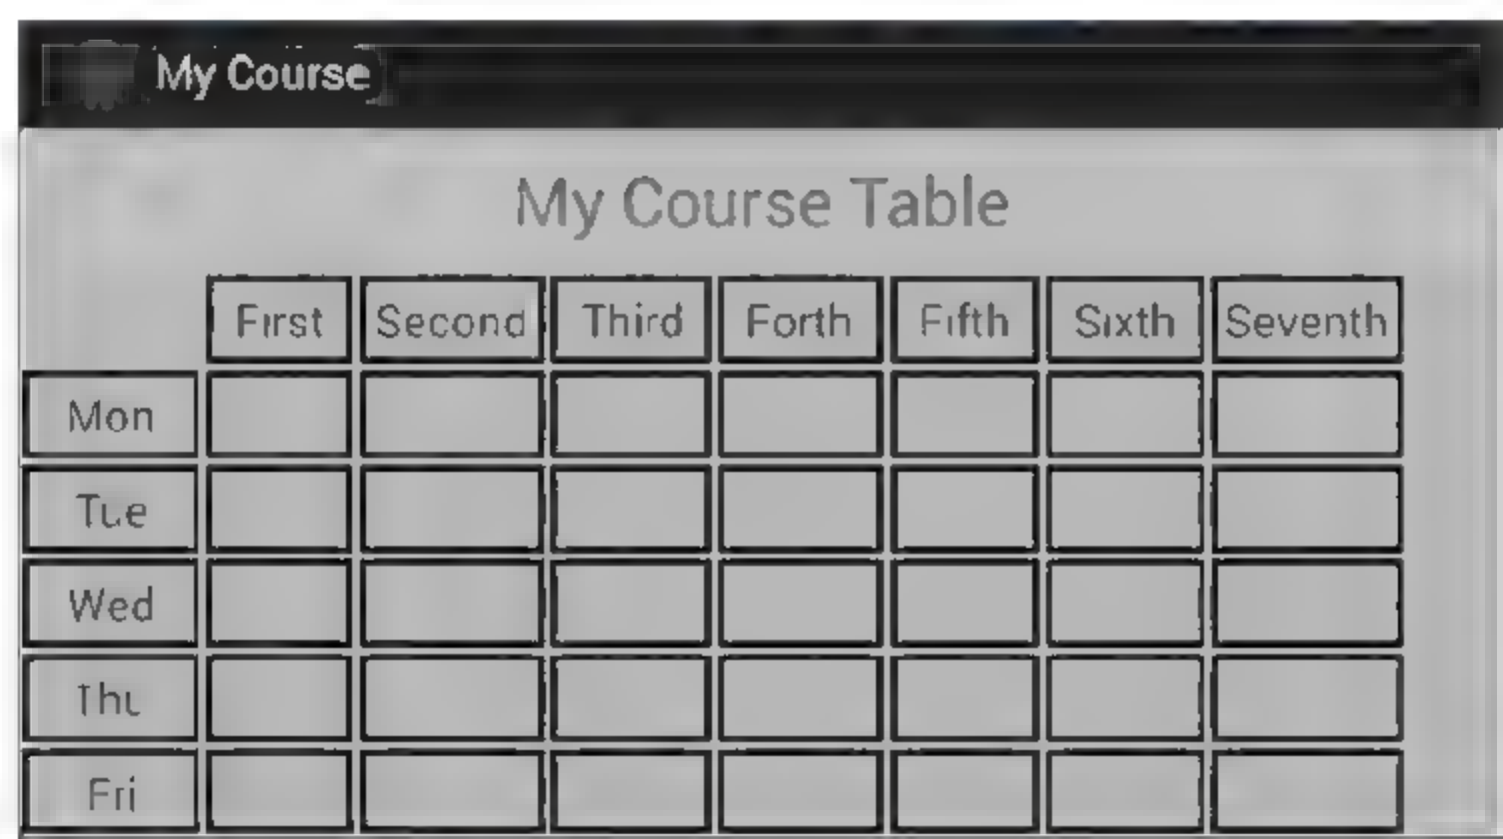 My Course
My Course Table
First Second Third Forth Fifth Sixth Seventh
Mon
Tue
Wed
Thu
Fri